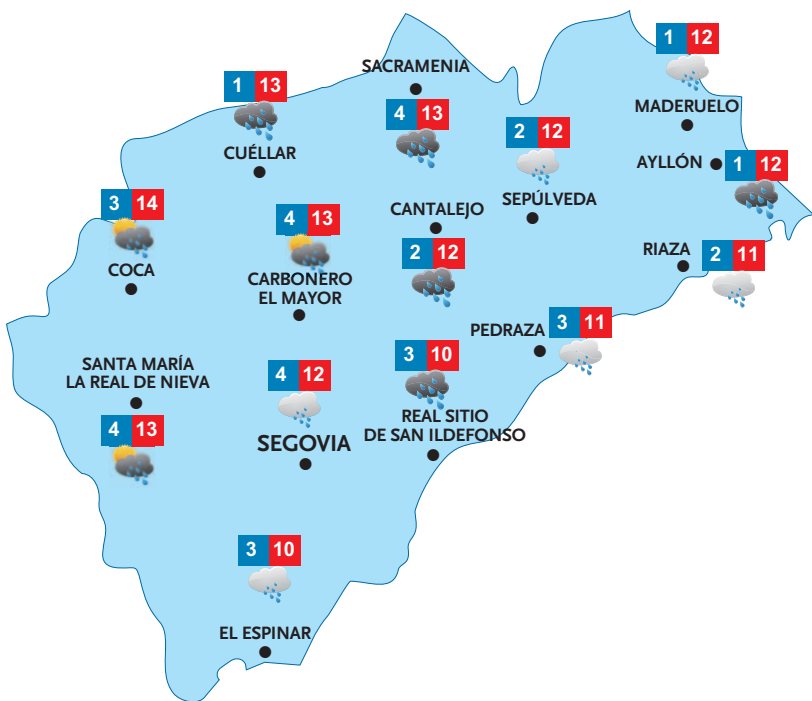 1 12
SACRAMENIA
1 13
4 13
MADERUELO
CUÉLLAR
2 12
AYLLÓN
1 12
3 14
SEPÚLVEDA
4 13
CANTALEJO
COCA
2 12
RIAZA
2 11
CARBONERO
EL MAYOR
3 11
PEDRAZA
SANTA MARÍA
LA REAL DE NIEVA
4 12
3 10
4 13
SEGOVIA
REAL SITIO
DE SAN ILDEFONSO
3 10
EL ESPINAR